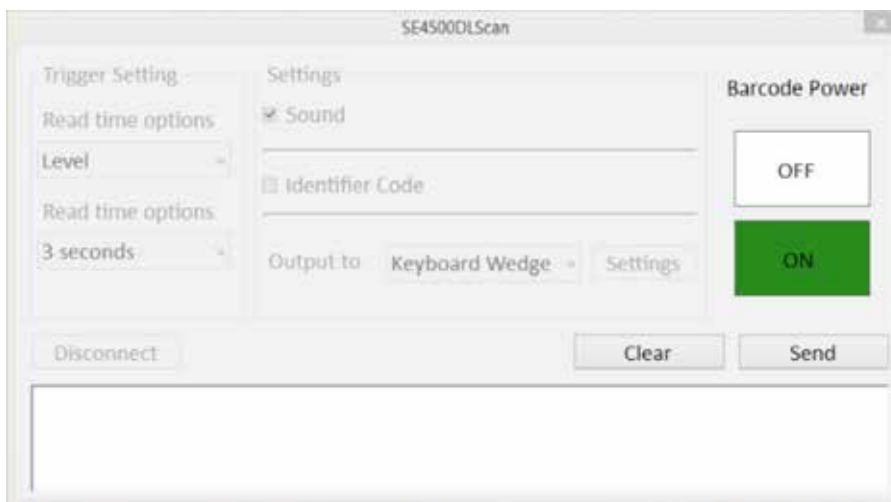 SE4500DLScan
Trigger Setting
Read time options
Level
Read time options
3 seconds
Settings
Sound
Identifier Code
Output to Keyboard Wedge Settings
Barcode Power
OFF
ON
Disconnect Clear Send